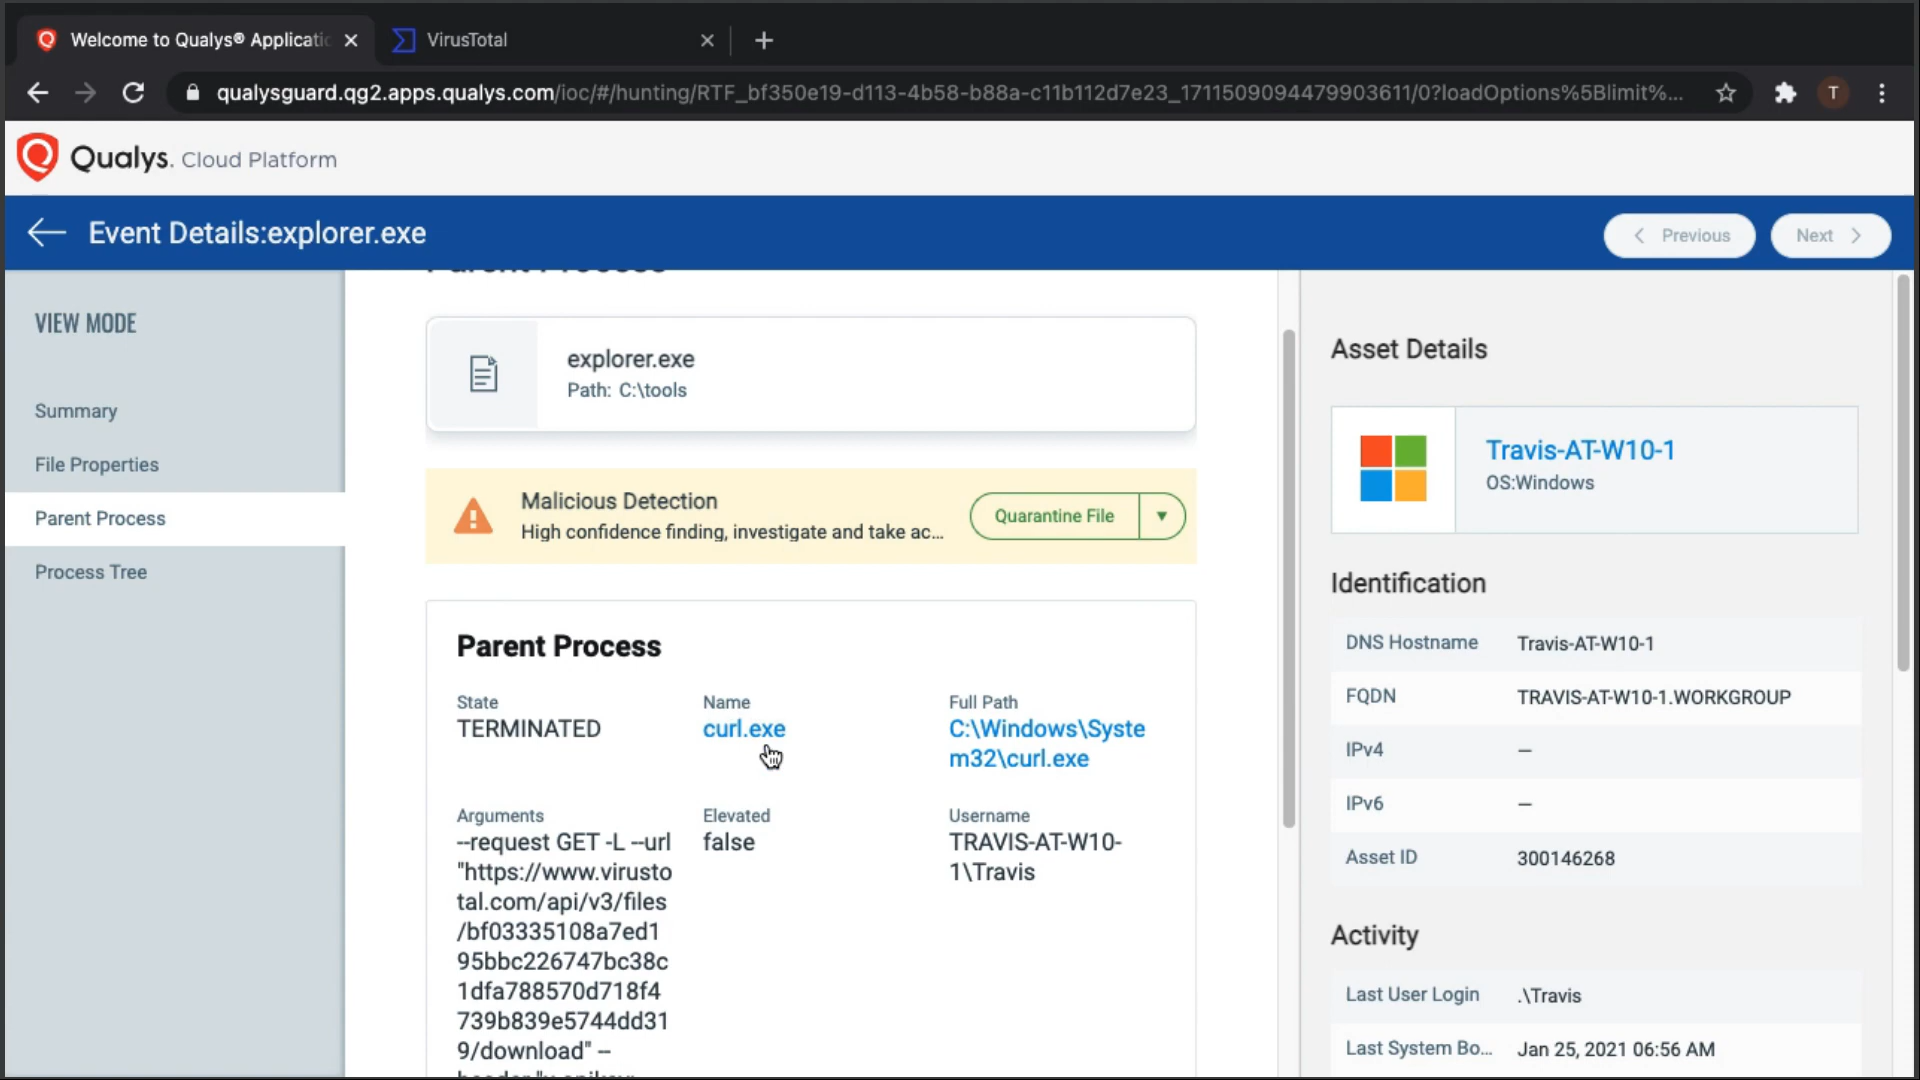 Welcome to Qualys® Applicatio
VirusTotal
qualysguard.qg2.apps.qualys.com/ioc/#/hunting/RTF_bf350e19-d113-4b58-b88a-c11b112d7e23_1711509094479903611/0?loadOptions%5Blimit%...
T
Qualys. Cloud Platform
Event Details:explorer.exe
Previous
Next
VIEW MODE
Summary
File Properties
Parent Process
Process Tree
Parent Process
explorer.exe
Path: C:\tools
Malicious Detection
High confidence finding, investigate and take ac...
Quarantine File
Parent Process
State
TERMINATED
Name
curl.exe
Full Path
C:\Windows\Syste
m32\curl.exe
Arguments
--request GET -L --url
"https://www.virusto
tal.com/api/v3/files
/bf03335108a7ed1
95bbc226747bc38c
1dfa788570d718f4
739b839e5744dd31
9/download" --
Elevated
false
Username
TRAVIS-AT-W10-
1\Travis
Asset Details
Travis-AT-W10-1
OS:Windows
Identification
DNS Hostname Travis-AT-W10-1
FQDN TRAVIS-AT-W10-1.WORKGROUP
IPv4 —
IPv6 —
Asset ID 300146268
Activity
Last User Login .\Travis
Last System Bo... Jan 25, 2021 06:56 AM